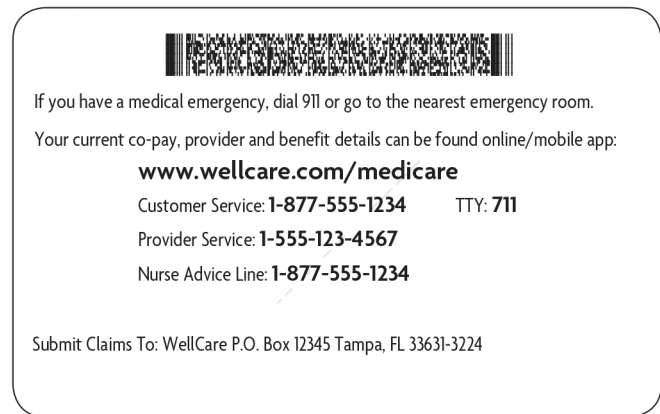 If you have a medical emergency, dial 911 or go to the nearest emergency room.
Your current co-pay, provider and benefit details can be found online/mobile app:
www.wellcare.com/medicare
Customer Service: 1-877-555-1234 TTY: 711
Provider Service: 1-555-123-4567
Nurse Advice Line: 1-877-555-1234
Submit Claims To: WellCare P.O. Box 12345 Tampa, FL 33631-3224